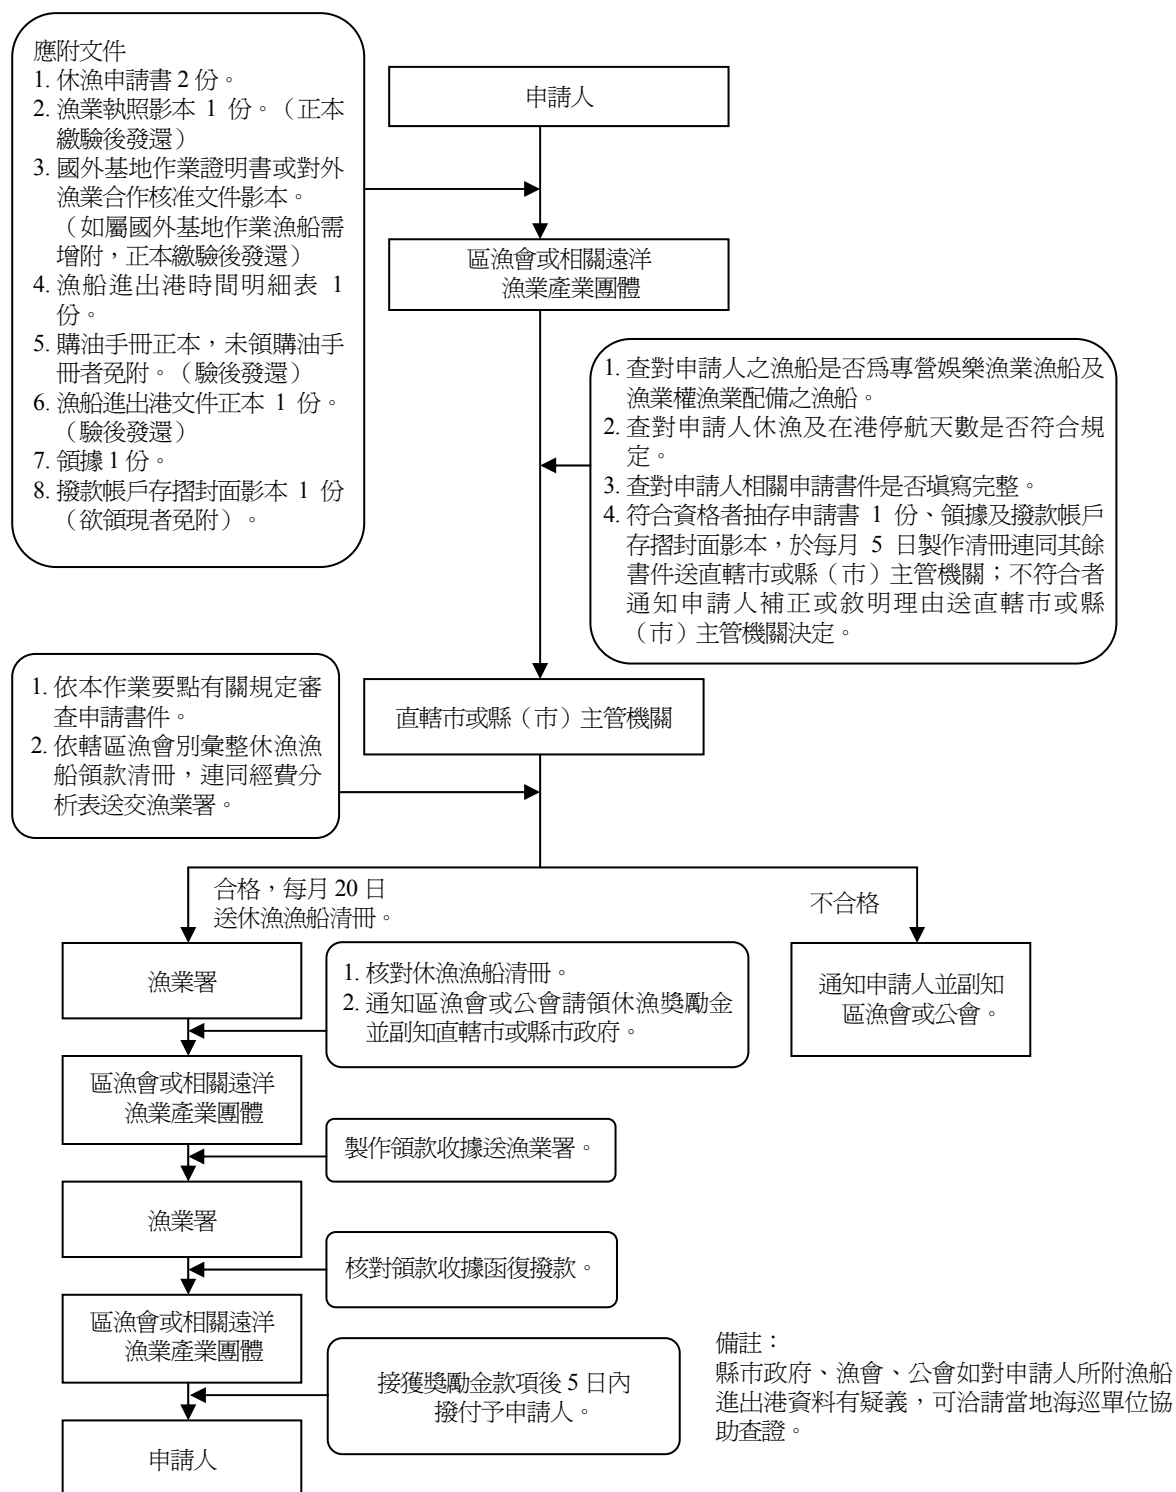 應附文件
1. 休漁申請書 2 份。
2. 漁業執照影本 1 份。（正本
繳驗後發還）
3. 國外基地作業證明書或對外
漁業合作核准文件影本。
（如屬國外基地作業漁船需
增附，正本繳驗後發還）
4. 漁船進出港時間明細表 1
份。
5. 購油手冊正本，未領購油手
冊者免附。（驗後發還）
6. 漁船進出港文件正本 1 份。
（驗後發還）
7. 領據 1 份。
8. 撥款帳戶存摺封面影本 1 份
（欲領現者免附）。
申請人
區漁會或相關遠洋
漁業產業團體
1. 查對申請人之漁船是否為專營娛樂漁業漁船及
漁業權漁業配備之漁船。
2. 查對申請人休漁及在港停航天數是否符合規
定。
3. 查對申請人相關申請書件是否填寫完整。
4. 符合資格者抽存申請書 1 份、領據及撥款帳戶
存摺封面影本，於每月 5 日製作清冊連同其餘
書件送直轄市或縣（市）主管機關；不符合者
通知申請人補正或敘明理由送直轄市或縣
（市）主管機關決定。
1. 依本作業要點有關規定審
查申請書件。
2. 依轄區漁會別彙整休漁漁
船領款清冊，連同經費分
析表送交漁業署。
直轄市或縣（市）主管機關
合格，每月 20 日
送休漁漁船清冊。
不合格
漁業署
1. 核對休漁漁船清冊。
2. 通知區漁會或公會請領休漁獎勵金
並副知直轄市或縣市政府。
通知申請人並副知
區漁會或公會。
區漁會或相關遠洋
漁業產業團體
製作領款收據送漁業署。
漁業署
核對領款收據函復撥款。
區漁會或相關遠洋
漁業產業團體
接獲獎勵金款項後 5 日內
撥付予申請人。
申請人
備註：
縣市政府、漁會、公會如對申請人所附漁船
進出港資料有疑義，可洽請當地海巡單位協
助查證。